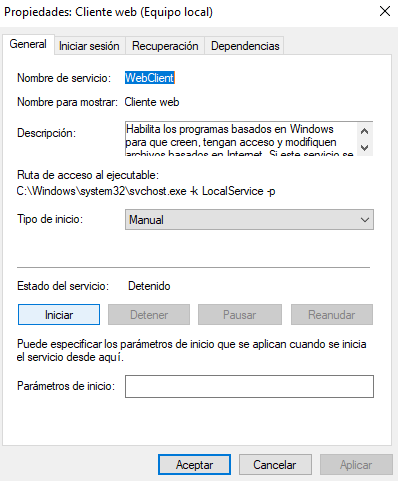 Propiedades: Cliente web (Equipo local)
General Iniciar sesión Recuperación Dependencias
Nombre de servicio: WebClient
Nombre para mostrar: Cliente web
Descripción: Habilita los programas basados en Windows
para que creen, tengan acceso y modifiquen
archivos basados en Internet. Si este servicio se
Ruta de acceso al ejecutable:
C:\Windows\system32\svchost.exe -k LocalService -p
Tipo de inicio: Manual
Estado del servicio: Detenido
Iniciar Detener Pausar Reanudar
Puede especificar los parámetros de inicio que se aplican cuando se inicia
el servicio desde aquí.
Parámetros de inicio:
Aceptar Cancelar Aplicar